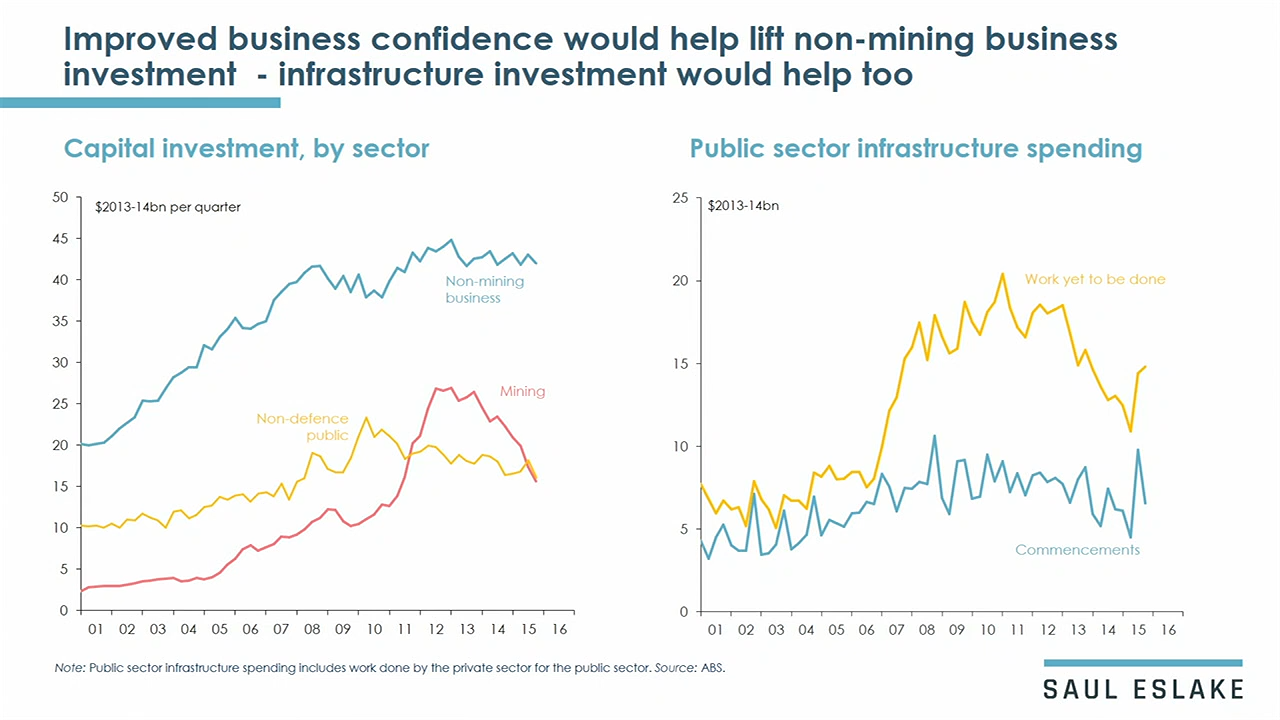 Improved business confidence would help lift non-mining business
investment - infrastructure investment would help too
Capital investment, by sector
50
45
40
35
30
25
20
15
10
5
0
$2013-14bn per quarter
Non-mining
business
Mining
Non-defence
public
01 02 03 04 05 06 07 08 09 10 11 12 13 14 15 16
Public sector infrastructure spending
25
20
15
10
5
0
$2013-14bn
Work yet to be done
Commencements
01 02 03 04 05 06 07 08 09 10 11 12 13 14 15 16
Note: Public sector infrastructure spending includes work done by the private sector for the public sector. Source: ABS.
SAUL ESLAKE